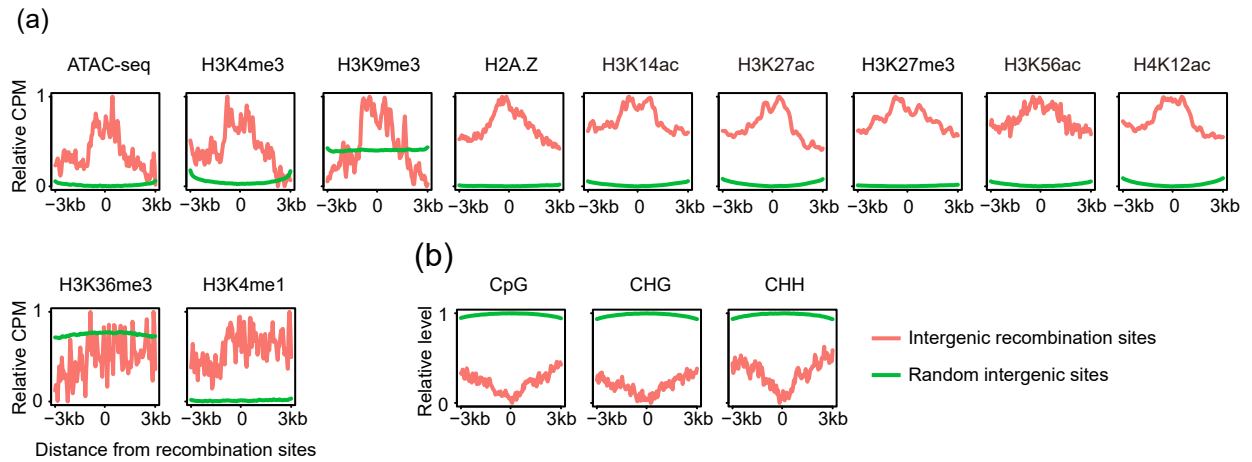 (a)
ATAC-seq H3K4me3 H3K9me3 H2A.Z H3K14ac H3K27ac H3K27me3 H3K56ac H4K12ac
Relative CPM
1
0
−3kb 0 3kb −3kb 0 3kb −3kb 0 3kb −3kb 0 3kb −3kb 0 3kb −3kb 0 3kb −3kb 0 3kb −3kb 0 3kb −3kb 0 3kb
H3K36me3 H3K4me1
Relative CPM
1
0
−3kb 0 3kb −3kb 0 3kb
Distance from recombination sites
(b)
CpG CHG CHH
Relative level
1
0
−3kb 0 3kb −3kb 0 3kb −3kb 0 3kb
Intergenic recombination sites
Random intergenic sites